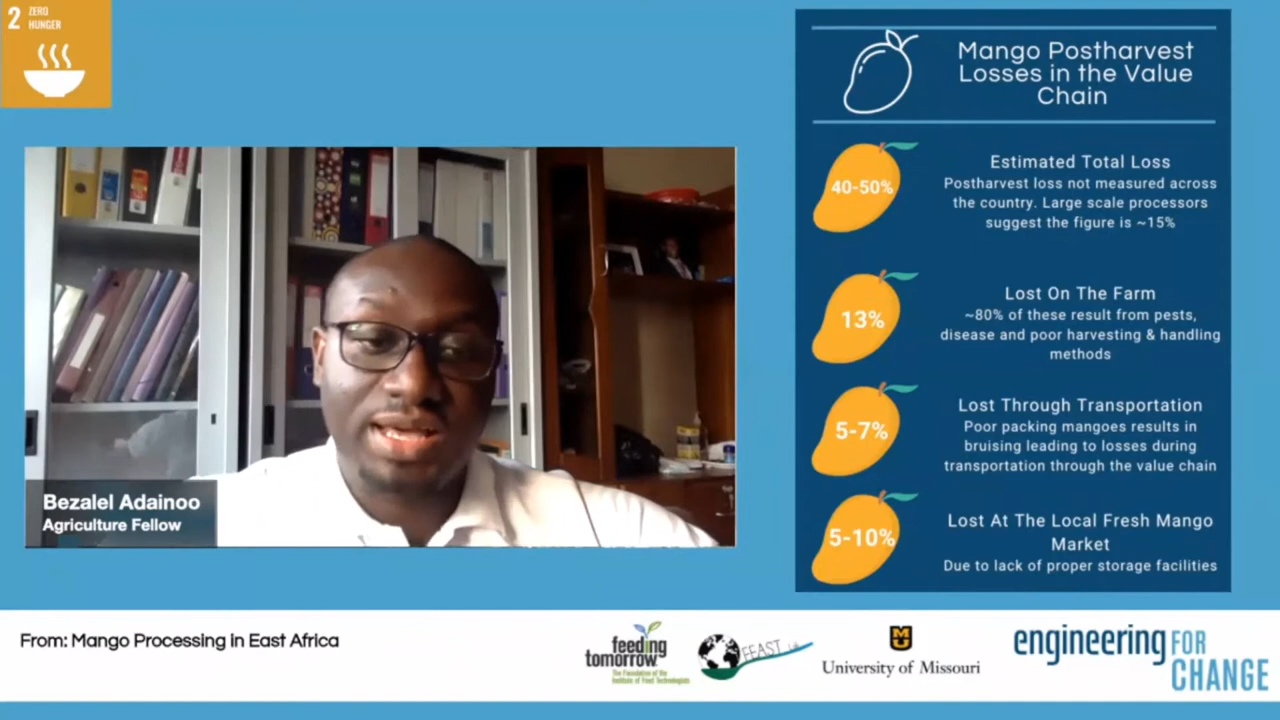 2 ZERO
HUNGER
Mango Postharvest
Losses in the Value
Chain
40-50%
Estimated Total Loss
Postharvest loss not measured across
the country. Large scale processors
suggest the figure is ~15%
13%
Lost On The Farm
~80% of these result from pests,
disease and poor harvesting & handling
methods
5-7%
Lost Through Transportation
Poor packing mangoes results in
bruising leading to losses during
transportation through the value chain
5-10%
Lost At The Local Fresh Mango
Market
Due to lack of proper storage facilities
Bezalel Adainoo
Agriculture Fellow
From: Mango Processing in East Africa
feeding
tomorrow
The Foundation of the
Institute of Food Technologists
FEAST
MU
University of Missouri
engineering FOR
CHANGE